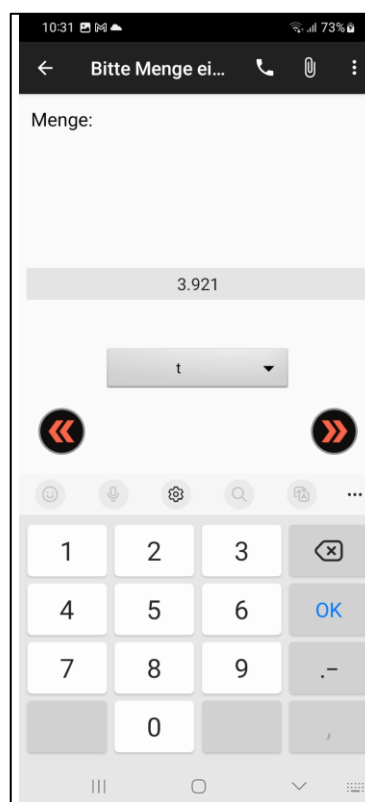 10:31 73%
Bitte Menge ei...
Menge:
3.921
t
1 2 3
4 5 6 OK
7 8 9 .-
0 ,